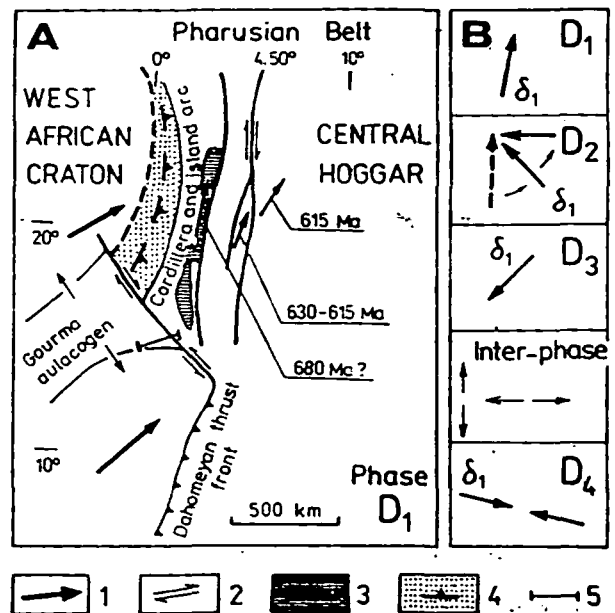 A
Pharusian Belt
0°
4.50°
10°
WEST
AFRICAN
CRATON
CENTRAL
HOGGAR
Cordillera and Island arc
20°
615 Ma
630-615 Ma
680 Ma ?
Gourma
aulacogen
10°
Dahomeyan thrust
front
Phase
D1
500 km
B
D1
δ1
D2
δ1
D3
δ1
Inter-phase
D4
δ1
1
2
3
4
5